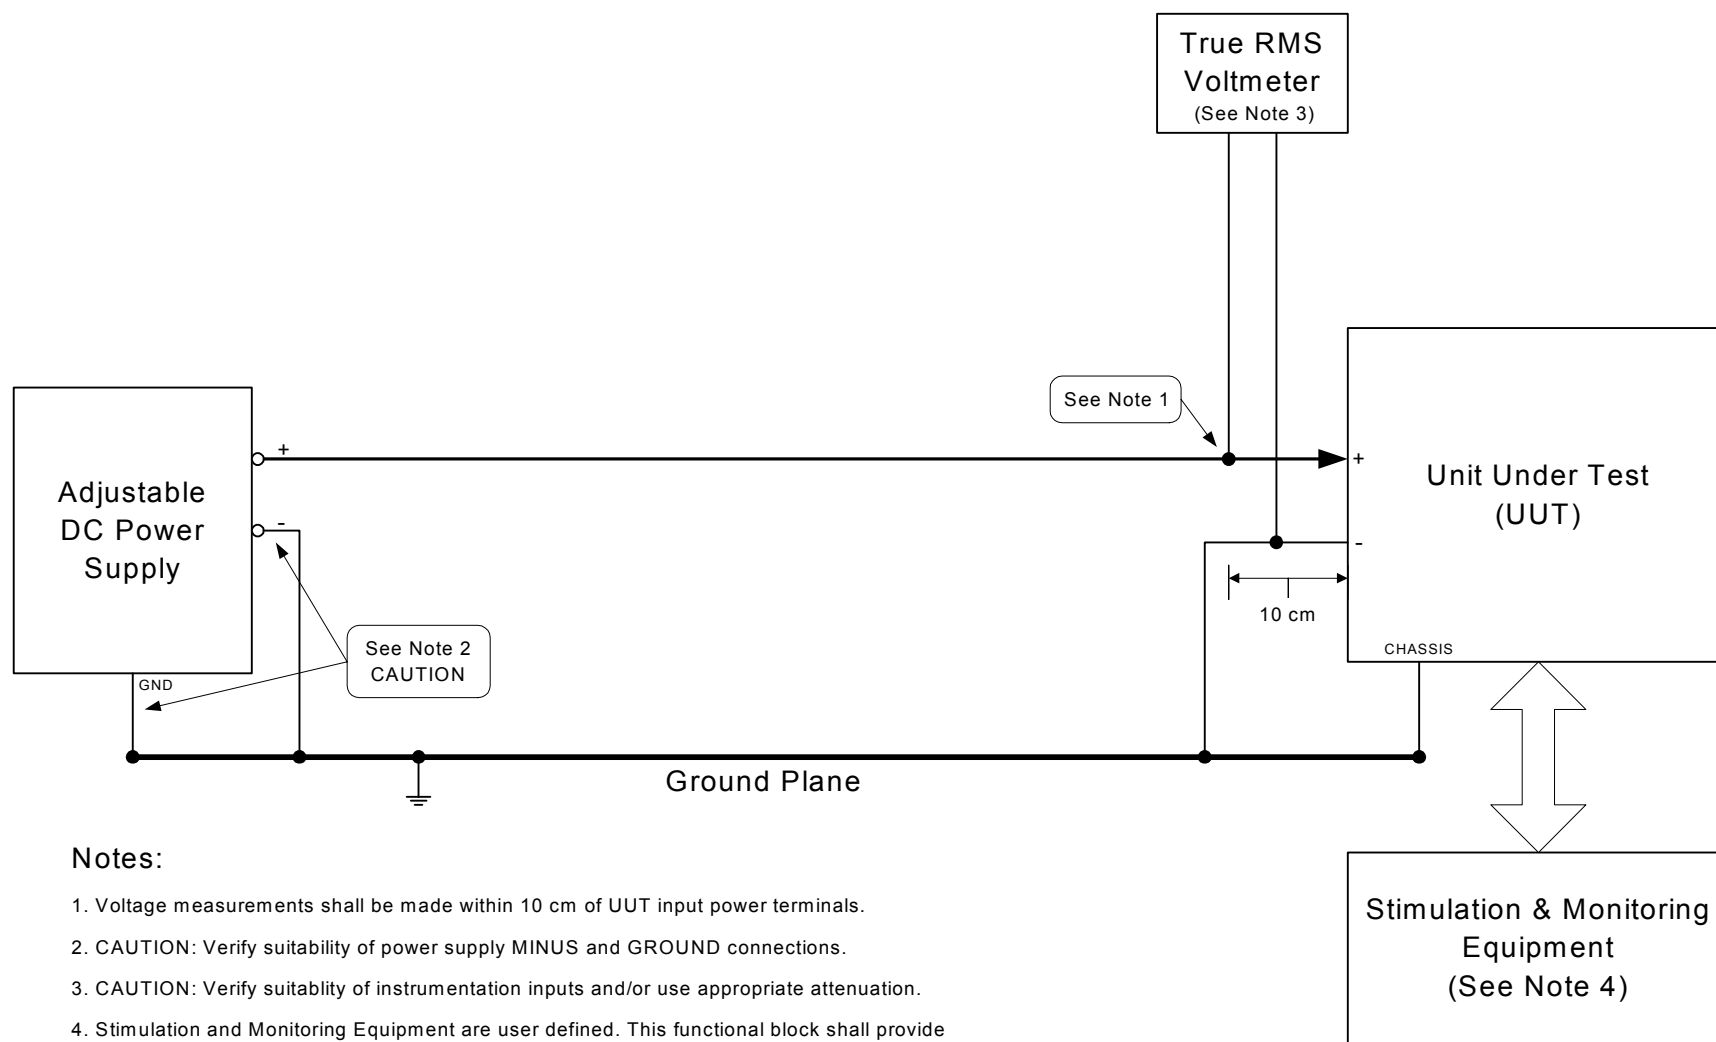 True RMS
Voltmeter
(See Note 3)
See Note 1
+
+
Adjustable
DC Power
Supply
-
Unit Under Test
(UUT)
-
10 cm
See Note 2
CAUTION
CHASSIS
GND
Ground Plane
Notes:
1. Voltage measurements shall be made within 10 cm of UUT input power terminals.
2. CAUTION: Verify suitability of power supply MINUS and GROUND connections.
3. CAUTION: Verify suitablity of instrumentation inputs and/or use appropriate attenuation.
4. Stimulation and Monitoring Equipment are user defined. This functional block shall provide
Stimulation & Monitoring
Equipment
(See Note 4)